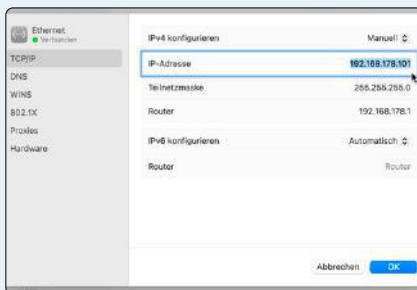 Ethernet
Verbunden
TCP/IP
DNS
WINS
802.1X
Proxies
Hardware
IPv4 konfigurieren Manuell
IP-Adresse 192.168.178.101
Teilnetzmaske 255.255.255.0
Router 192.168.178.1
IPv6 konfigurieren Automatisch
Router Router
Abbrechen OK